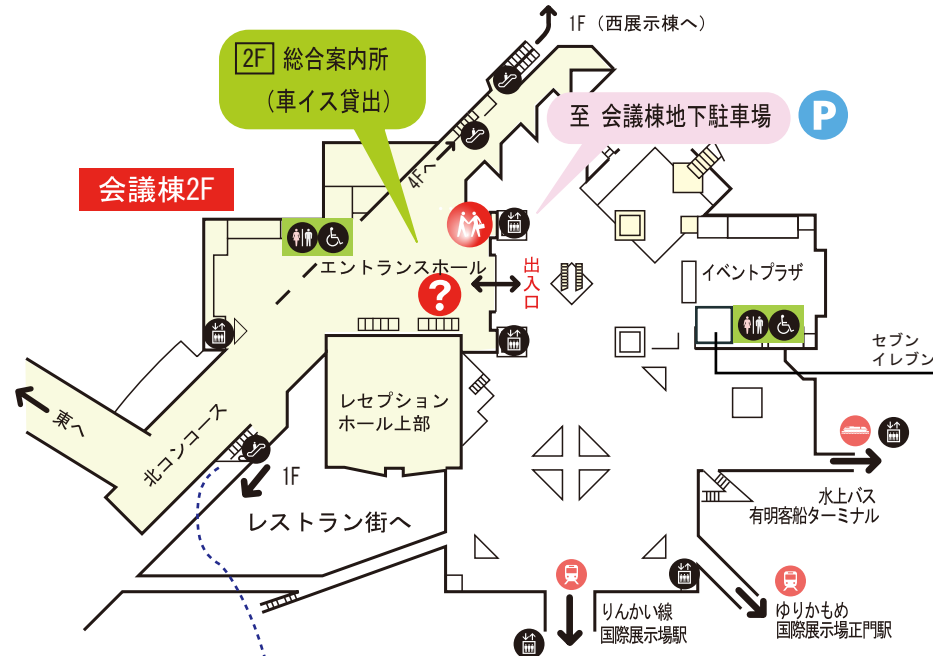 1F（西展示棟へ）
2F 総合案内所
（車イス貸出）
至 会議棟地下駐車場
P
会議棟2F
4Fへ
エントランスホール
出入口
イベントプラザ
?
セブン
イレブン
レセプション
ホール上部
東へ
北コンコース
1F
レストラン街へ
水上バス
有明客船ターミナル
りんかい線
国際展示場駅
ゆりかもめ
国際展示場正門駅